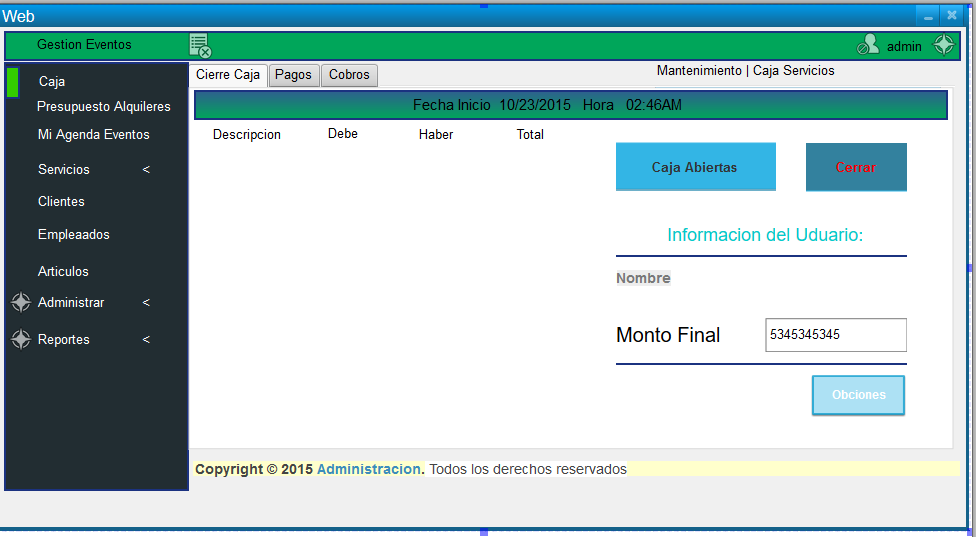 Web
Gestion Eventos
admin
Caja
Presupuesto Alquileres
Mi Agenda Eventos
Servicios <
Clientes
Empleaados
Articulos
Administrar <
Reportes <
Cierre Caja Pagos Cobros
Mantenimiento | Caja Servicios
Fecha Inicio 10/23/2015 Hora 02:46AM
Descripcion Debe Haber Total
Caja Abiertas Cerrar
Informacion del Uduario:
Nombre
Monto Final 5345345345
Obciones
Copyright © 2015 Administracion. Todos los derechos reservados